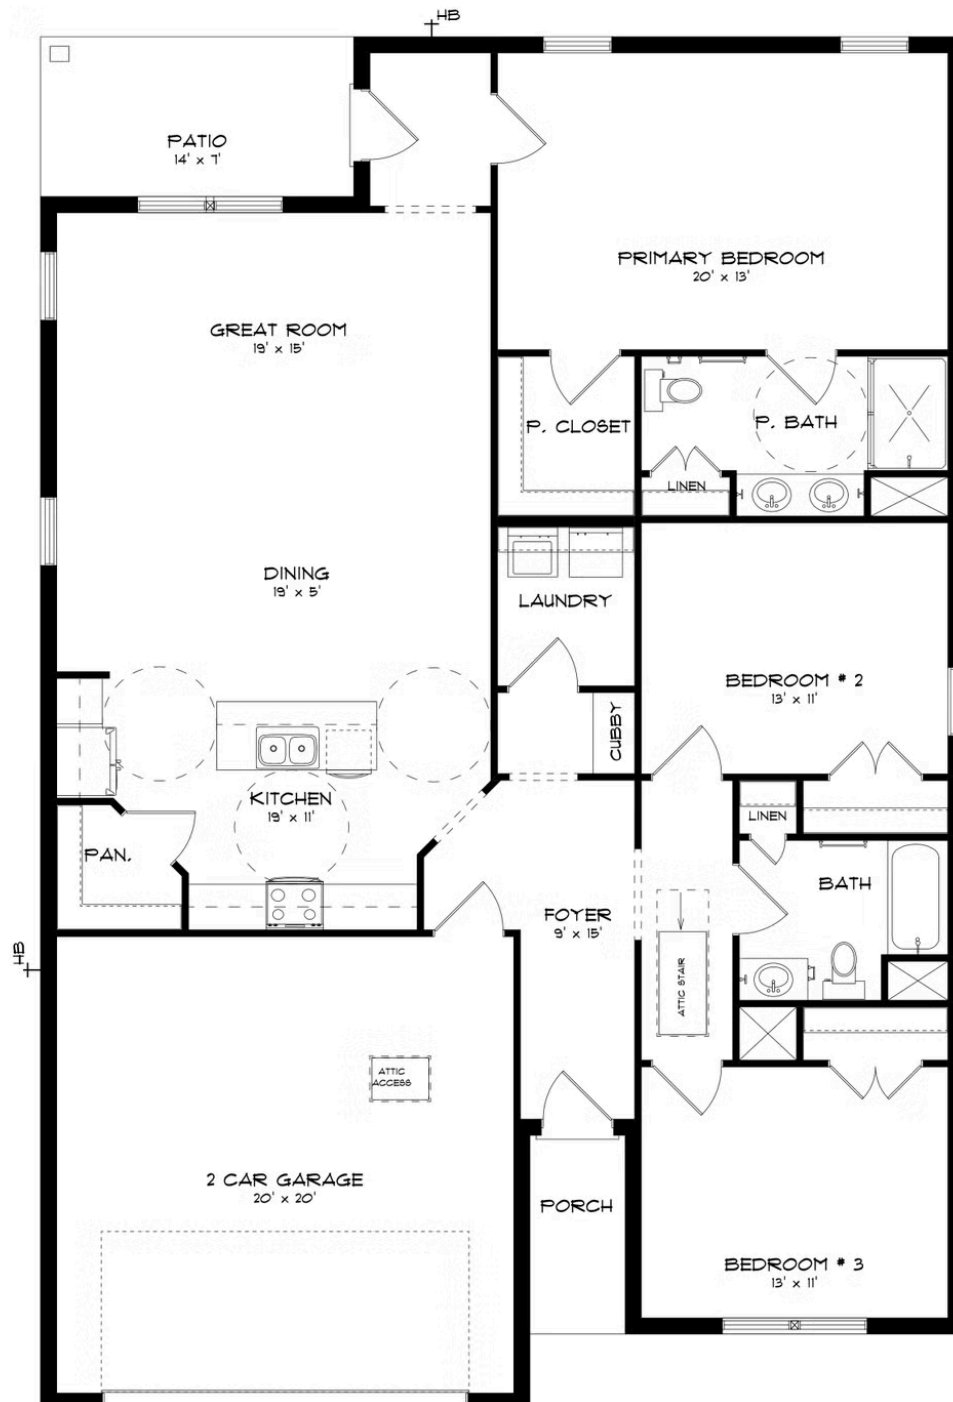 HB
PATIO
14' x 7'
PRIMARY BEDROOM
20' x 13'
GREAT ROOM
19' x 15'
P. CLOSET
P. BATH
LINEN
DINING
19' x 5'
LAUNDRY
BEDROOM # 2
13' x 11'
CUBBY
KITCHEN
19' x 11'
LINEN
PAN.
BATH
FOYER
9' x 15'
HB
ATTIC STAIR
ATTIC
ACCESS
2 CAR GARAGE
20' x 20'
PORCH
BEDROOM # 3
13' x 11'